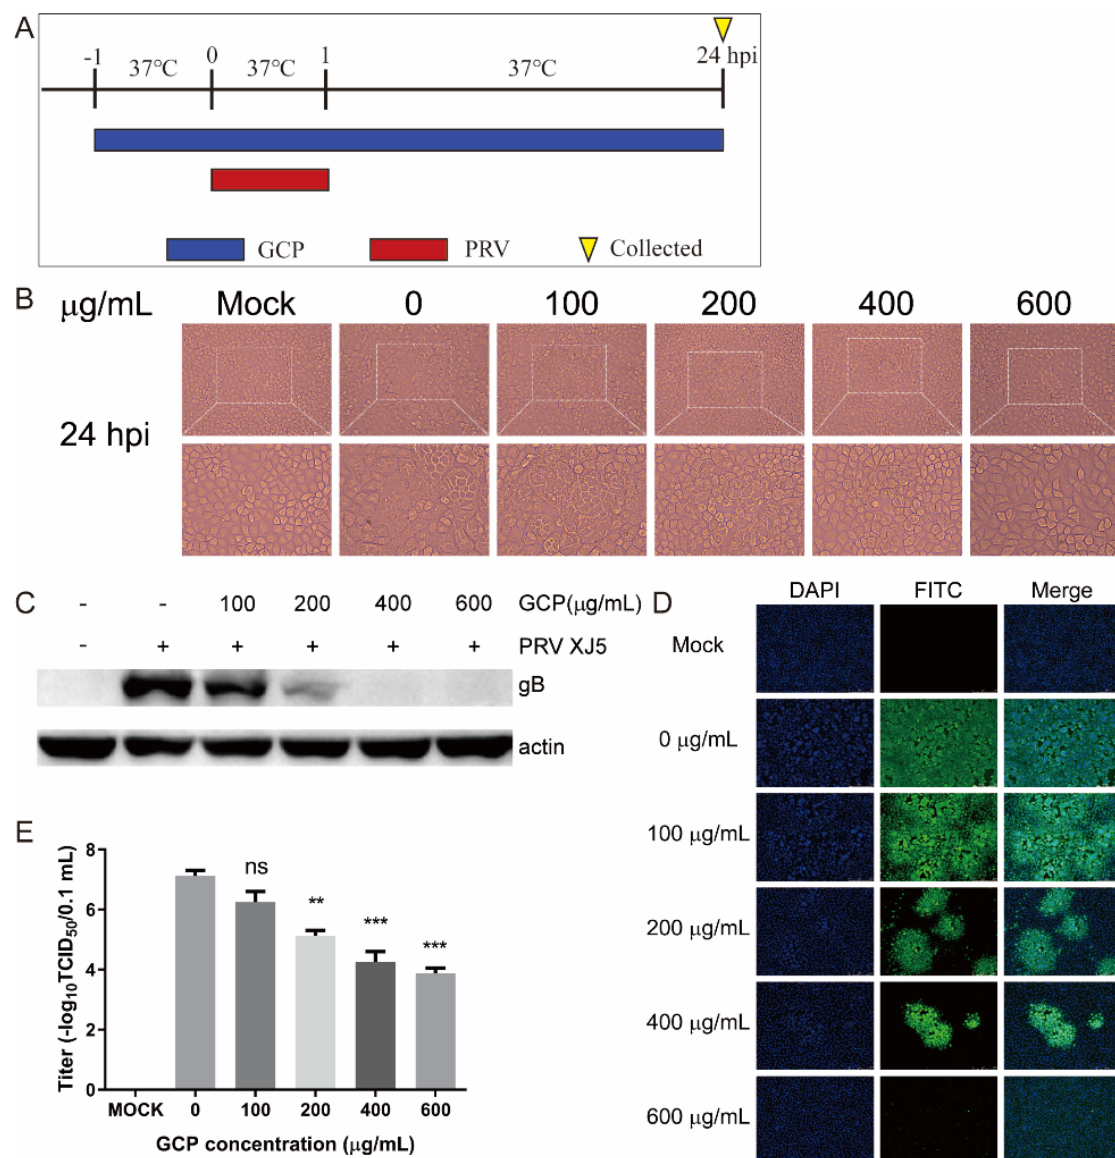 A
-1 0 1 24 hpi
37°C 37°C 37°C
GCP PRV Collected
B
μg/mL Mock 0 100 200 400 600
24 hpi
C
- - 100 200 400 600 GCP(μg/mL)
- + + + + + PRV XJ5
gB
actin
D
DAPI FITC Merge
Mock
0 μg/mL
100 μg/mL
200 μg/mL
400 μg/mL
600 μg/mL
E
Titer (-log10TCID50/0.1 mL)
8
6
4
2
0
ns
**
***
***
MOCK 0 100 200 400 600
GCP concentration (μg/mL)